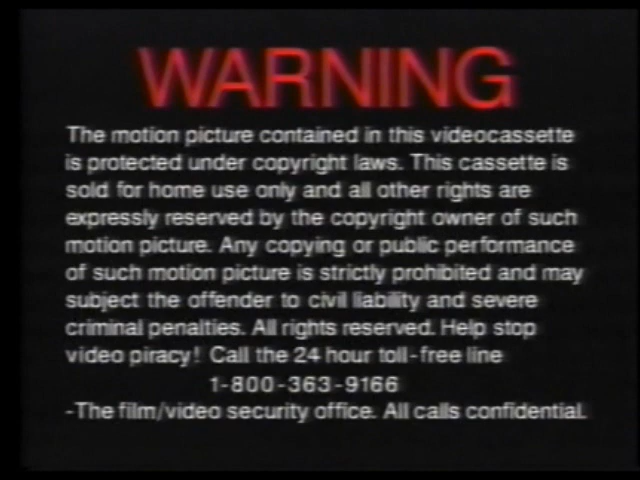 WARNING
The motion picture contained in this videocassette
is protected under copyright laws. This cassette is
sold for home use only and all other rights are
expressly reserved by the copyright owner of such
motion picture. Any copying or public performance
of such motion picture is strictly prohibited and may
subject the offender to civil liability and severe
criminal penalties. All rights reserved. Help stop
video piracy! Call the 24 hour toll-free line
1-800-363-9166
-The film/video security office. All calls confidential.